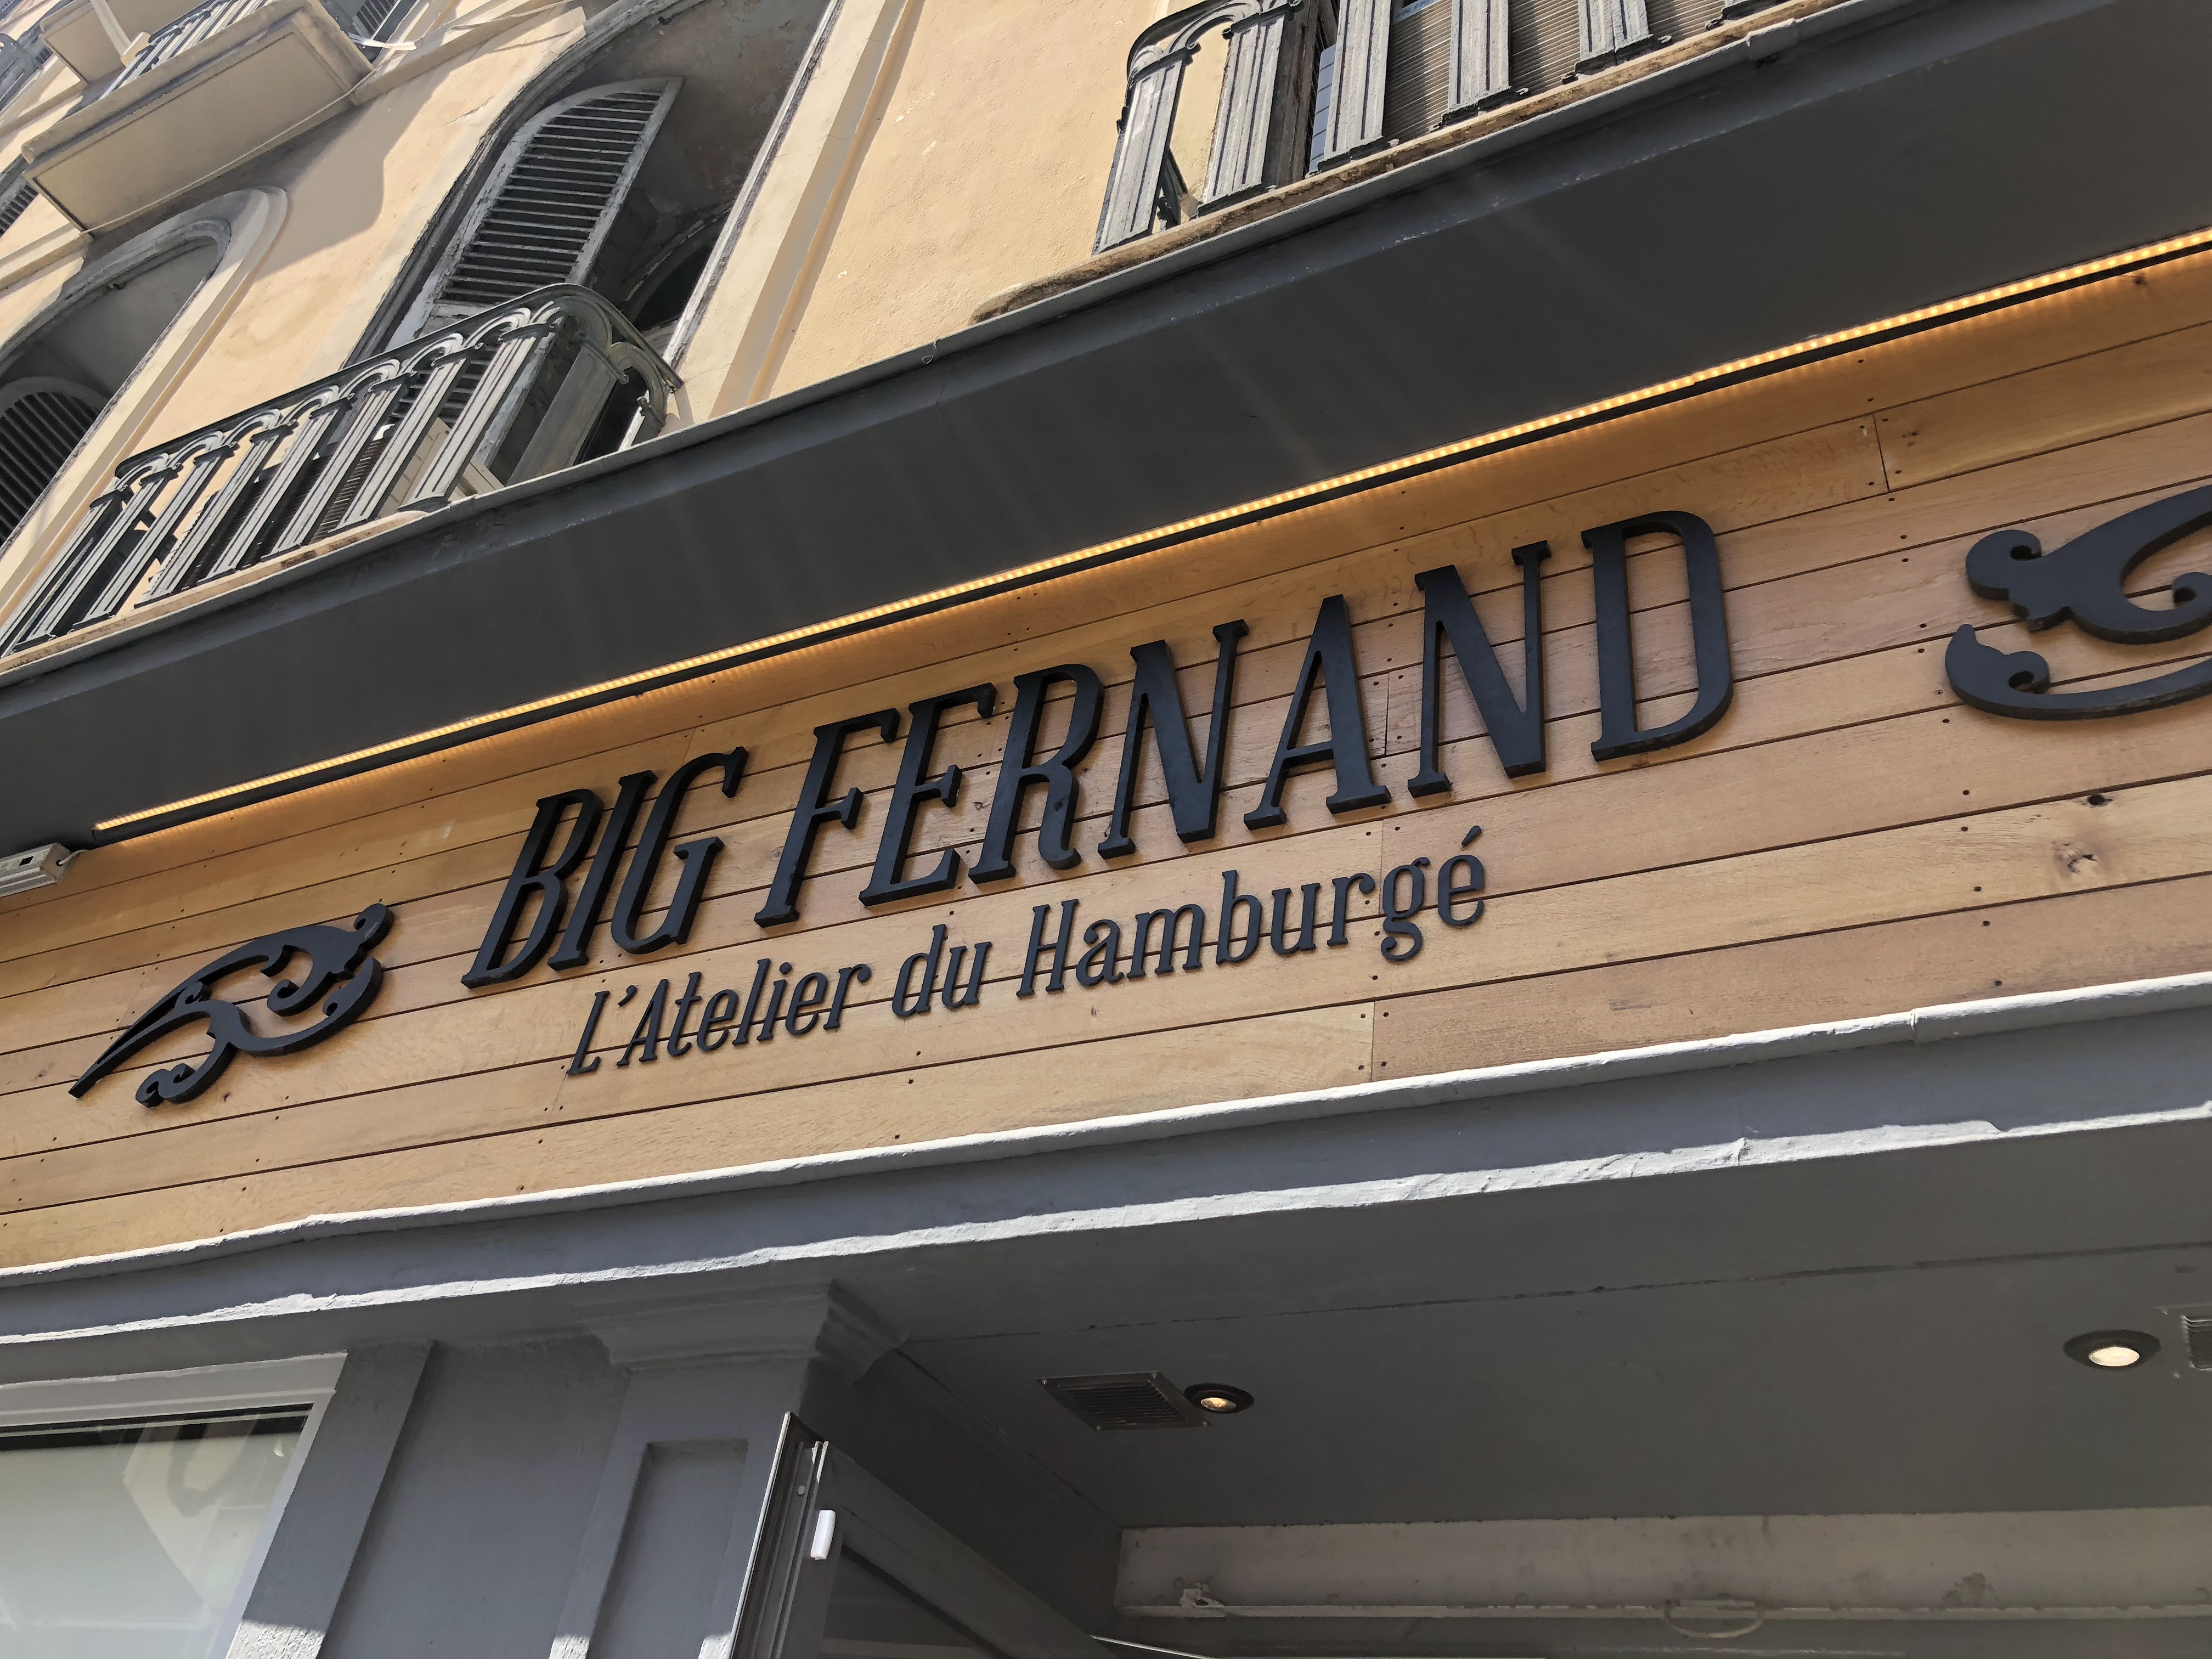 BIG FERNAND
L'Atelier du Hamburgé